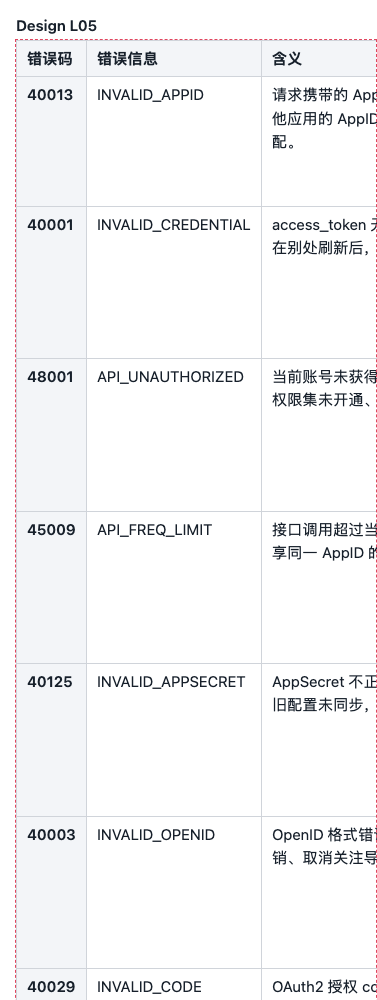 Design L05
错误码 错误信息 含义
40013 INVALID_APPID 请求携带的
他应用的
配。
40001 INVALID_CREDENTIAL access_token
在别处刷新后，
48001 API_UNAUTHORIZED 当前账号未获得
权限集未开通、
45009 API_FREQ_LIMIT 接口调用超过当
享同一 AppID 的
40125 INVALID_APPSECRET AppSecret 不正
旧配置未同步，
40003 INVALID_OPENID OpenID 格式错
销、取消关注导
40029 INVALID_CODE OAuth2 授权